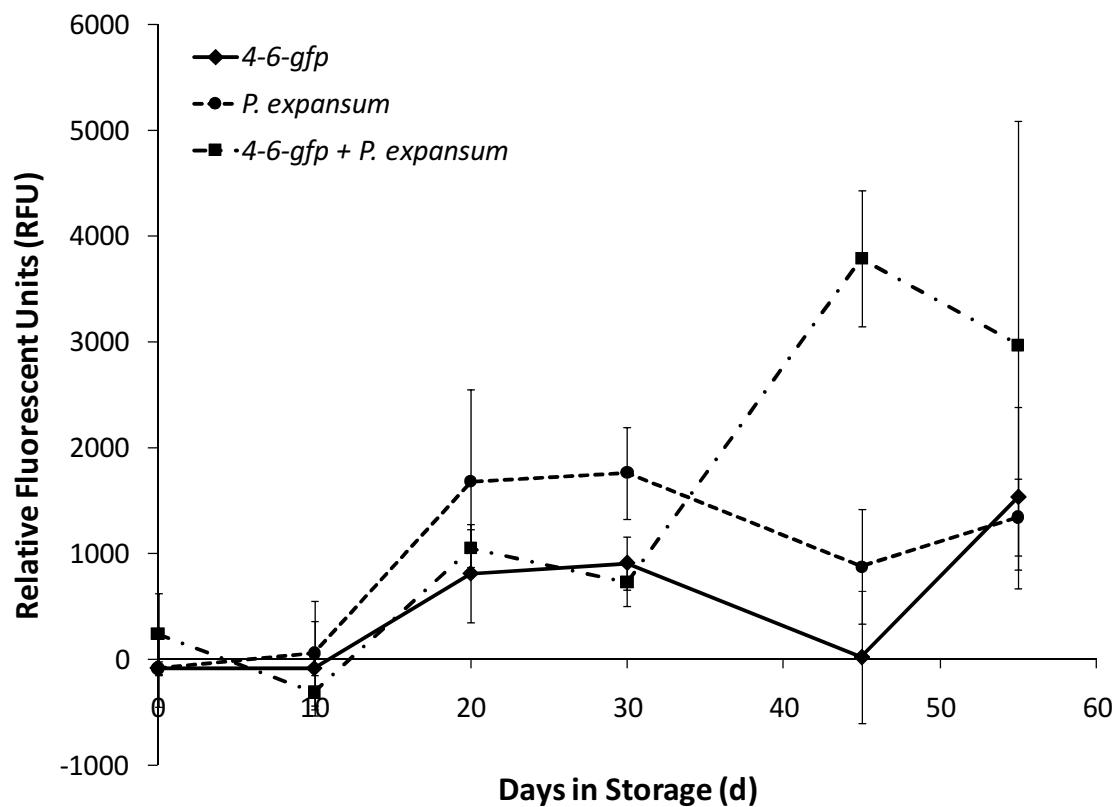 6000
5000
4000
3000
2000
1000
0
-1000
Relative Fluorescent Units (RFU)
4-6-gfp
P. expansum
4-6-gfp + P. expansum
0 10 20 30 40 50 60
Days in Storage (d)